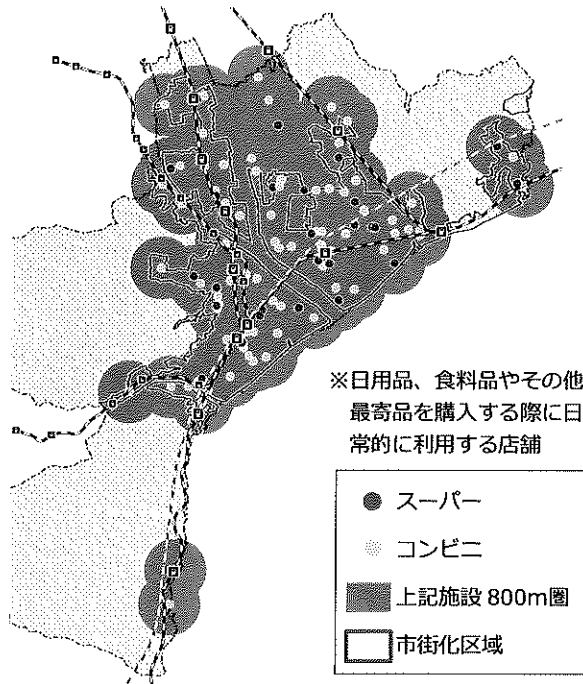 ※日用品、食料品やその他
最寄品を購入する際に日
常的に利用する店舗
スーパー
コンビニ
上記施設 800m圏
市街化区域